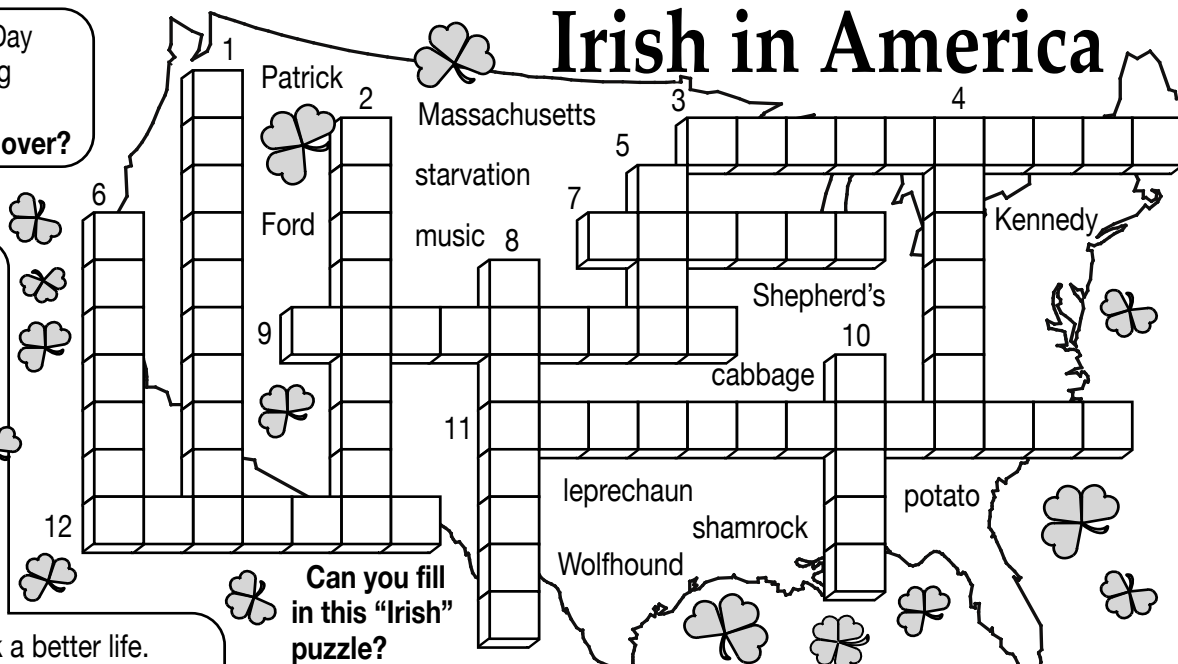 Day
g
over?
Irish in America
1
Patrick
2
Massachusetts
3
4
5
starvation
6
7
Ford
music
8
Kennedy
Shepherd's
9
10
cabbage
11
leprechaun
potato
shamrock
12
Wolfhound
Can you fill
in this “Irish”
puzzle?
a better life.